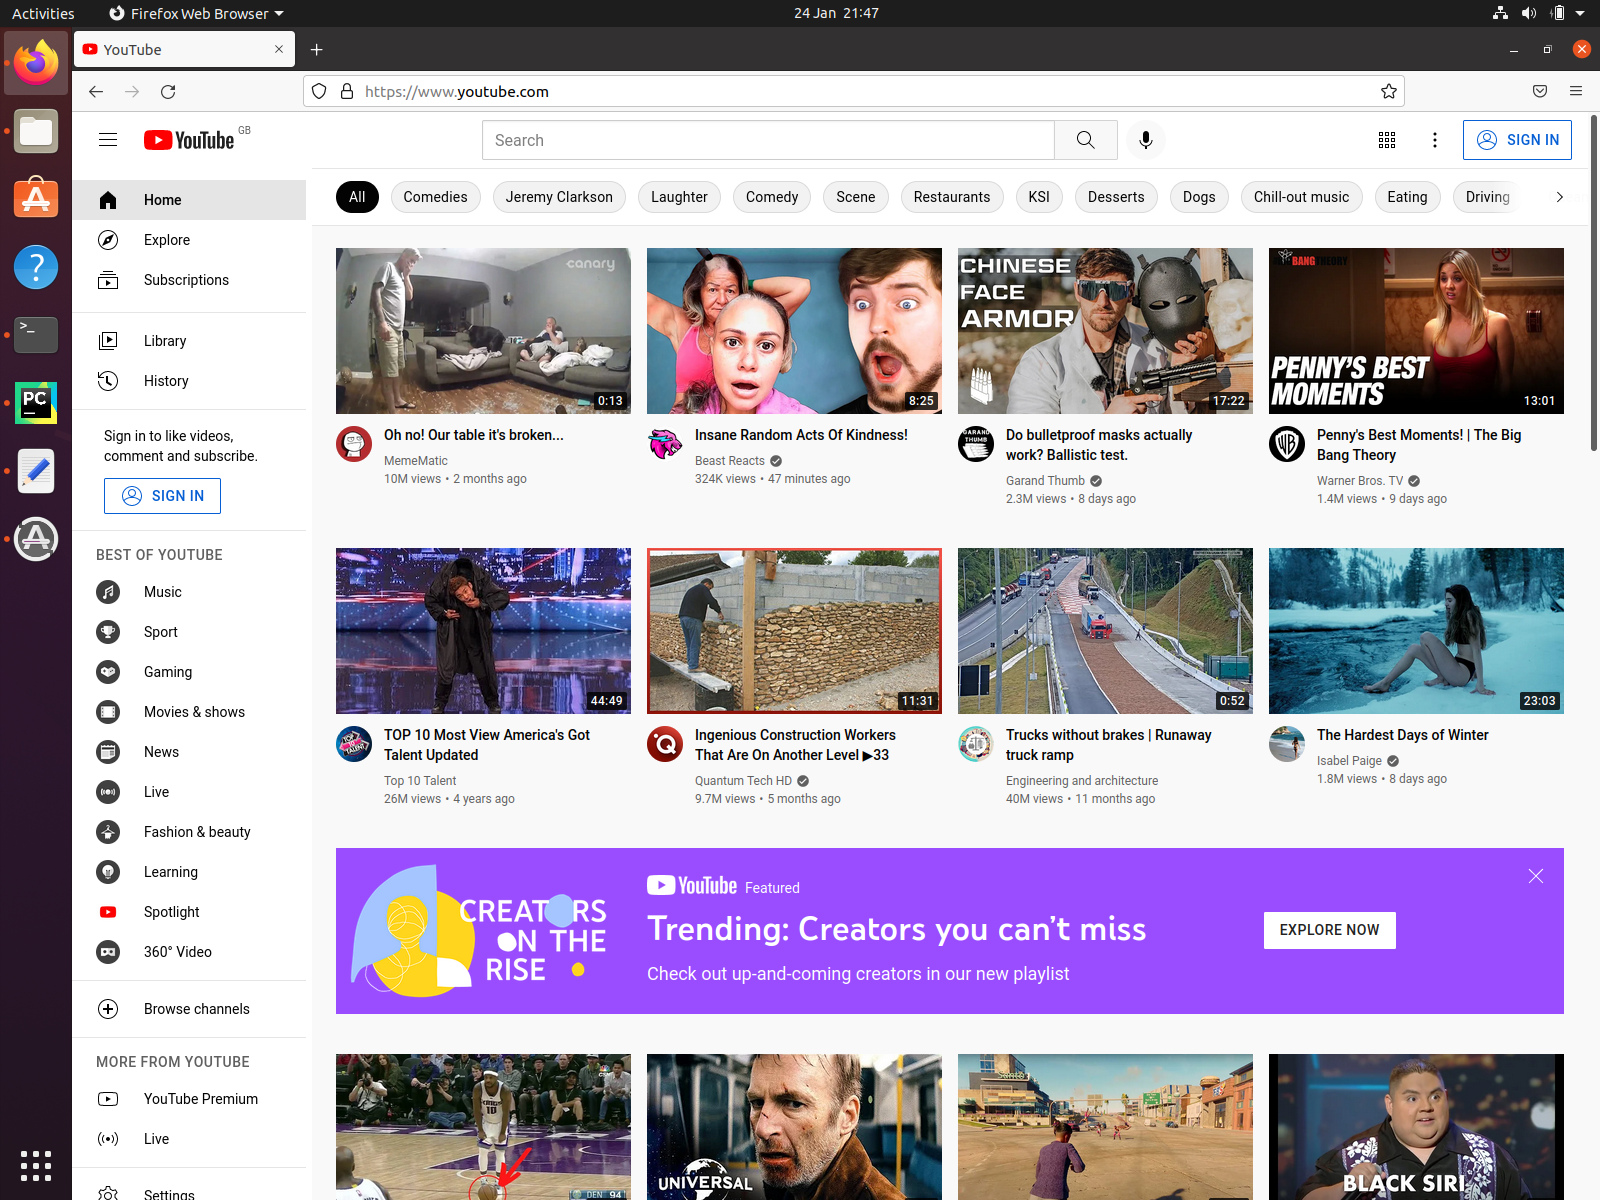 Activities
Firefox Web Browser
24 Jan 21:47
YouTube
https://www.youtube.com
YouTube GB
Search
SIGN IN
Home
Explore
Subscriptions
Library
History
Sign in to like videos,
comment and subscribe.
SIGN IN
BEST OF YOUTUBE
Music
Sport
Gaming
Movies & shows
News
Live
Fashion & beauty
Learning
Spotlight
360° Video
Browse channels
MORE FROM YOUTUBE
YouTube Premium
Live
Settings
All
Comedies
Jeremy Clarkson
Laughter
Comedy
Scene
Restaurants
KSI
Desserts
Dogs
Chill-out music
Eating
Driving
canary
0:13
Oh no! Our table it's broken...
MemeMatic
10M views • 2 months ago
8:25
Insane Random Acts Of Kindness!
Beast Reacts
324K views • 47 minutes ago
CHINESE
FACE
ARMOR
17:22
GARAND
THUMB
Do bulletproof masks actually
work? Ballistic test.
Garand Thumb
2.3M views • 8 days ago
BANG THEORY
PENNY'S BEST
MOMENTS
13:01
Penny's Best Moments! | The Big
Bang Theory
Warner Bros. TV
1.4M views • 9 days ago
44:49
TOP 10 Most View America's Got
Talent Updated
Top 10 Talent
26M views • 4 years ago
11:31
Ingenious Construction Workers
That Are On Another Level ▶33
Quantum Tech HD
9.7M views • 5 months ago
0:52
Trucks without brakes | Runaway
truck ramp
Engineering and architecture
40M views • 11 months ago
23:03
The Hardest Days of Winter
Isabel Paige
1.8M views • 8 days ago
CREATORS
ON THE
RISE
YouTube Featured
Trending: Creators you can't miss
Check out up-and-coming creators in our new playlist
EXPLORE NOW
KINGS
10
DEN 94
UNIVERSAL
BLACK SIRI